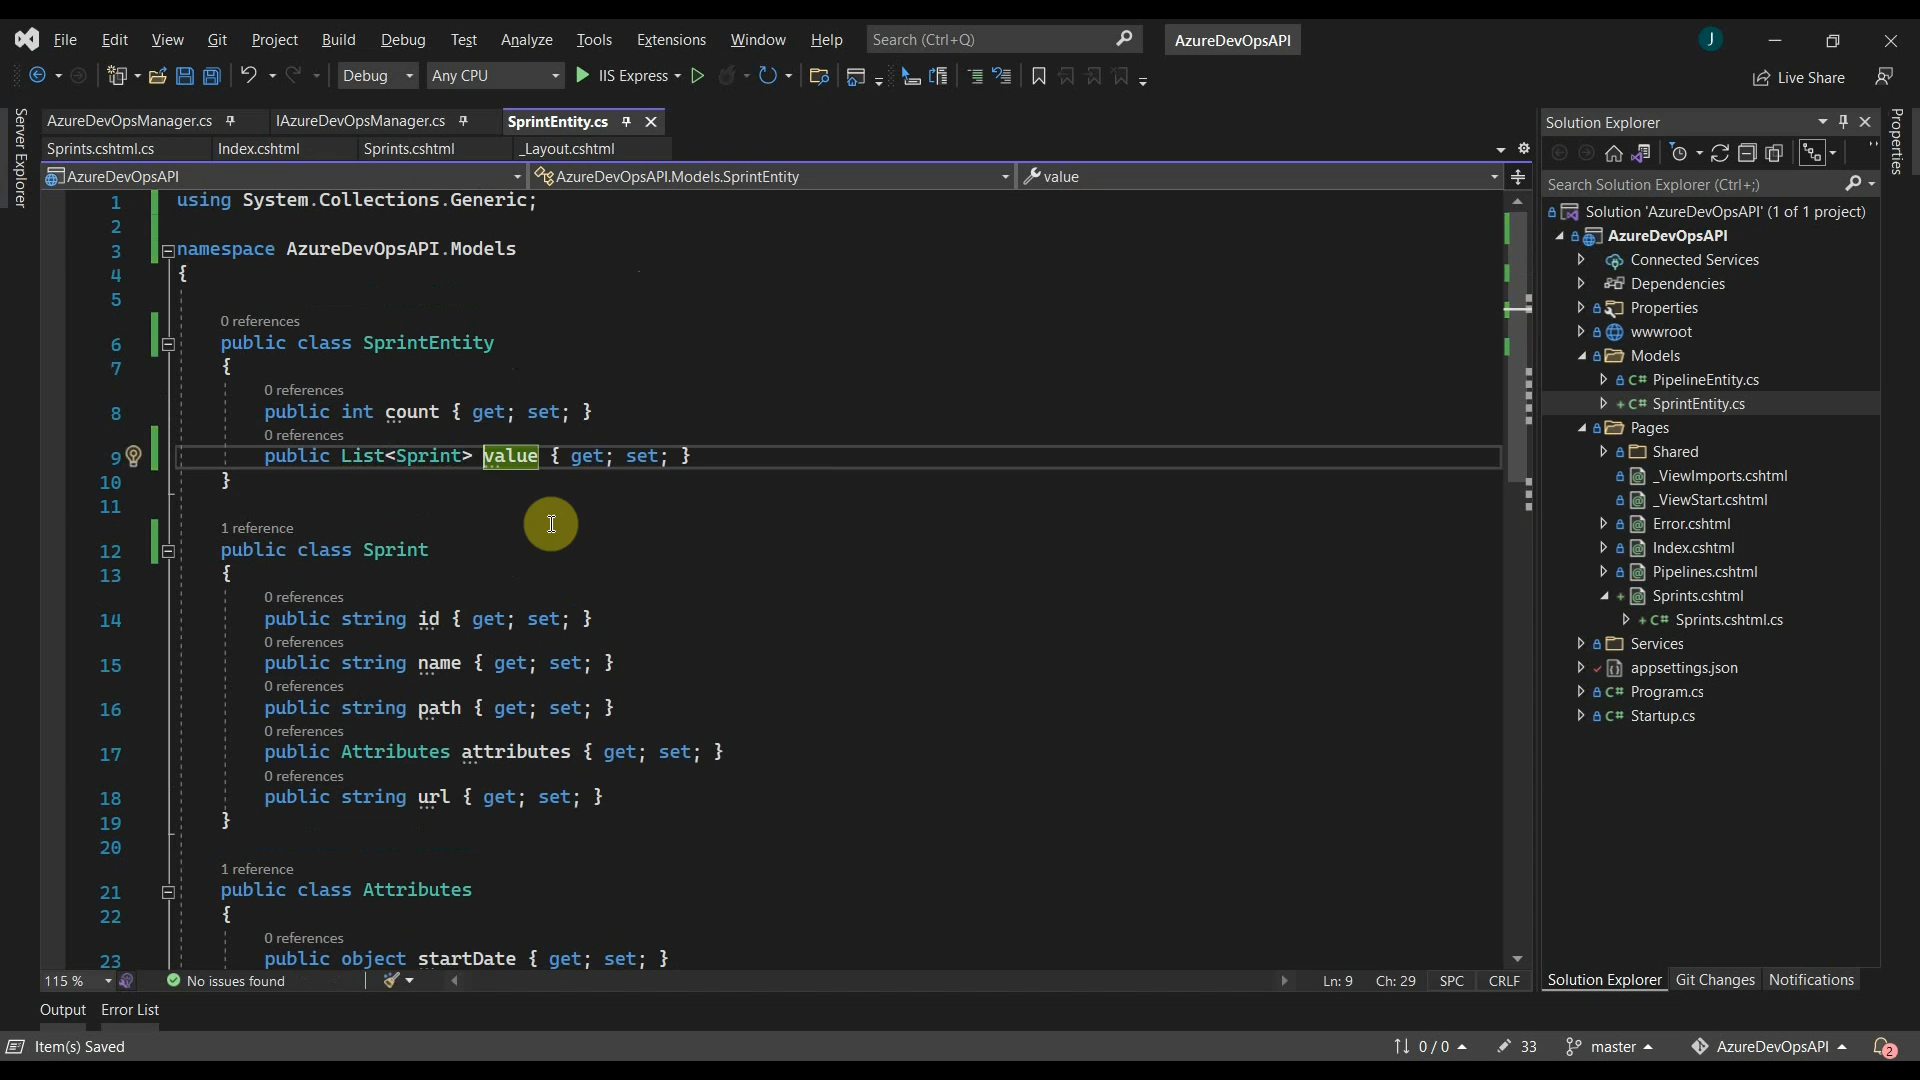 File Edit View Git Project Build Debug Test Analyze Tools Extensions Window Help Search (Ctrl+Q) AzureDevOpsAPI J
Debug Any CPU IIS Express Live Share
Server Explorer
AzureDevOpsManager.cs IAzureDevOpsManager.cs SprintEntity.cs
Sprints.cshtml.cs Index.cshtml Sprints.cshtml _Layout.cshtml
AzureDevOpsAPI AzureDevOpsAPI.Models.SprintEntity value
1 using System.Collections.Generic;
2
3 namespace AzureDevOpsAPI.Models
4 {
5
0 references
6 public class SprintEntity
7 {
0 references
8 public int count { get; set; }
0 references
9 public List<Sprint> value { get; set; }
10 }
11
1 reference
12 public class Sprint
13 {
0 references
14 public string id { get; set; }
0 references
15 public string name { get; set; }
0 references
16 public string path { get; set; }
0 references
17 public Attributes attributes { get; set; }
0 references
18 public string url { get; set; }
19 }
20
1 reference
21 public class Attributes
22 {
0 references
23 public object startDate { get; set; }
115 % No issues found Ln: 9 Ch: 29 SPC CRLF
Solution Explorer
Search Solution Explorer (Ctrl+;)
Solution 'AzureDevOpsAPI' (1 of 1 project)
AzureDevOpsAPI
Connected Services
Dependencies
Properties
wwwroot
Models
C# PipelineEntity.cs
C# SprintEntity.cs
Pages
Shared
_ViewImports.cshtml
_ViewStart.cshtml
Error.cshtml
Index.cshtml
Pipelines.cshtml
Sprints.cshtml
C# Sprints.cshtml.cs
Services
appsettings.json
C# Program.cs
C# Startup.cs
Solution Explorer Git Changes Notifications
Properties
Output Error List
Item(s) Saved 0 / 0 33 master AzureDevOpsAPI 2